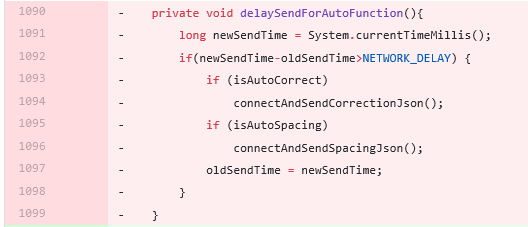 1090 - private void delaySendForAutoFunction(){
1091 - long newSendTime = System.currentTimeMillis();
1092 - if(newSendTime-oldSendTime>NETWORK_DELAY) {
1093 - if (isAutoCorrect)
1094 - connectAndSendCorrectionJson();
1095 - if (isAutoSpacing)
1096 - connectAndSendSpacingJson();
1097 - oldSendTime = newSendTime;
1098 - }
1099 - }